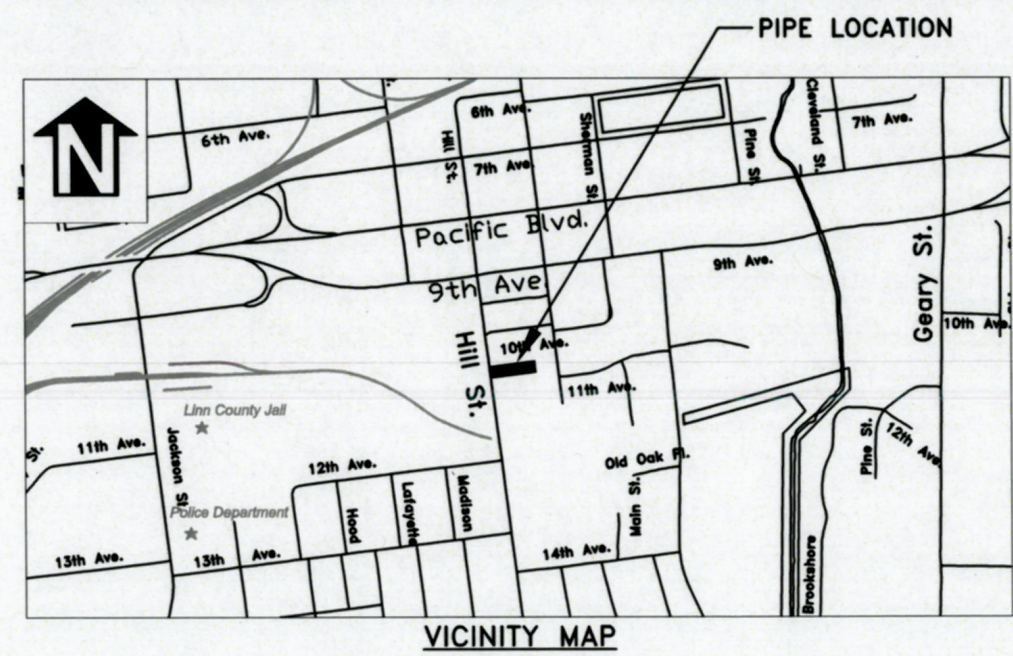 PIPE LOCATION
N
6th Ave.
Hill St.
6th Ave.
7th Ave.
Sherman St.
Pine St.
Cleveland St.
7th Ave.
Pacific Blvd.
9th Ave
9th Ave.
Geary St.
10th Ave.
Hill St.
10th Ave.
11th Ave.
Linn County Jail
11th Ave.
Jackson St.
12th Ave.
Old Oak Pl.
Pine St.
12th Ave.
Police Department
Hood
Lafayette
Madison
Main St.
13th Ave.
13th Ave.
14th Ave.
Brookshore
St.
VICINITY MAP